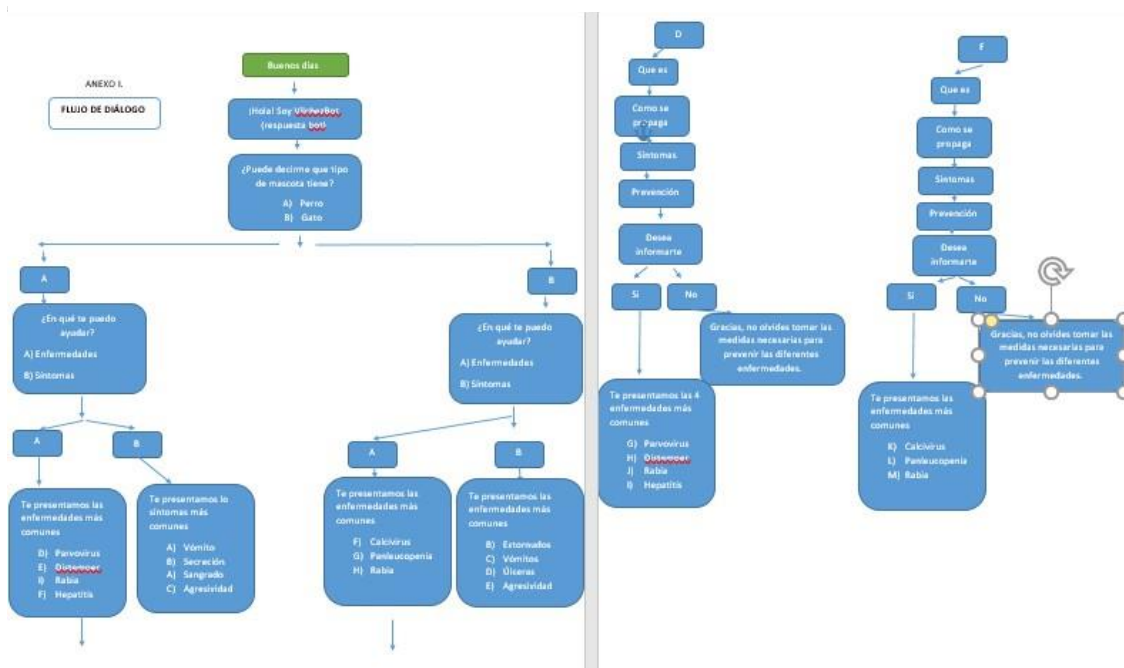 ANEXO I.
FLUJO DE DIÁLOGO
Buenos días
¡Hola! Soy VilchezBot
(respuesta bot)
¿Puede decirme que tipo
de mascota tiene?
A) Perro
B) Gato
A
¿En qué te puedo
ayudar?
A) Enfermedades
B) Síntomas
B
¿En qué te puedo
ayudar?
A) Enfermedades
B) Síntomas
A
B
Te presentamos las
enfermedades más
comunes
D) Parvovirus
E) Distemper
I) Rabia
F) Hepatitis
Te presentamos lo
síntomas más
comunes
A) Vómito
B) Secreción
A) Sangrado
C) Agresividad
A
B
Te presentamos las
enfermedades más
comunes
F) Calcivirus
G) Panleucopenia
H) Rabia
Te presentamos las
enfermedades más
comunes
B) Estornudos
C) Vómitos
D) Úlceras
E) Agresividad
D
Que es
Como se
propaga
Síntomas
Prevención
Desea
informarte
Si
No
Gracias, no olvides tomar las
medidas necesarias para
prevenir las diferentes
enfermedades.
Te presentamos las 4
enfermedades más
comunes
G) Parvovirus
H) Distemper
J) Rabia
I) Hepatitis
F
Que es
Como se
propaga
Síntomas
Prevención
Desea
informarte
Si
No
Gracias, no olvides tomar las
medidas necesarias para
prevenir las diferentes
enfermedades.
Te presentamos las
enfermedades más
comunes
K) Calcivirus
L) Panleucopenia
M) Rabia